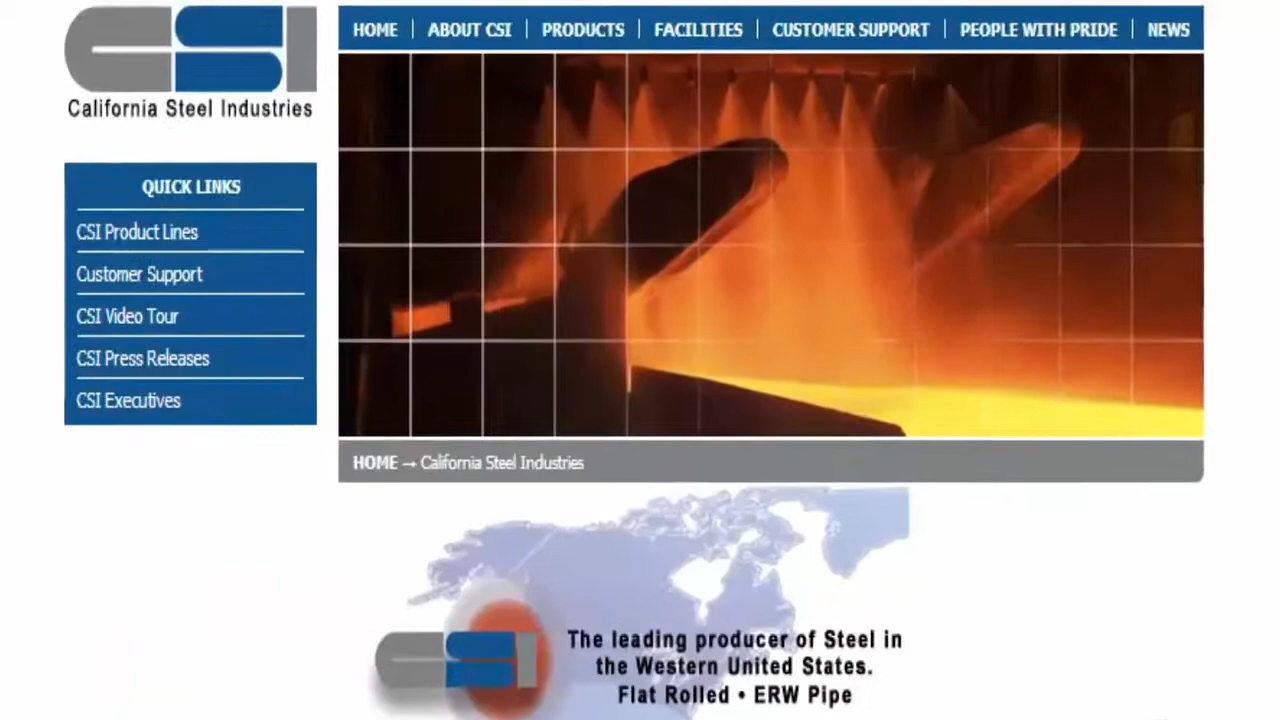 CSI
California Steel Industries
HOME | ABOUT CSI | PRODUCTS | FACILITIES | CUSTOMER SUPPORT | PEOPLE WITH PRIDE | NEWS
QUICK LINKS
CSI Product Lines
Customer Support
CSI Video Tour
CSI Press Releases
CSI Executives
HOME → California Steel Industries
CSI
The leading producer of Steel in
the Western United States.
Flat Rolled • ERW Pipe